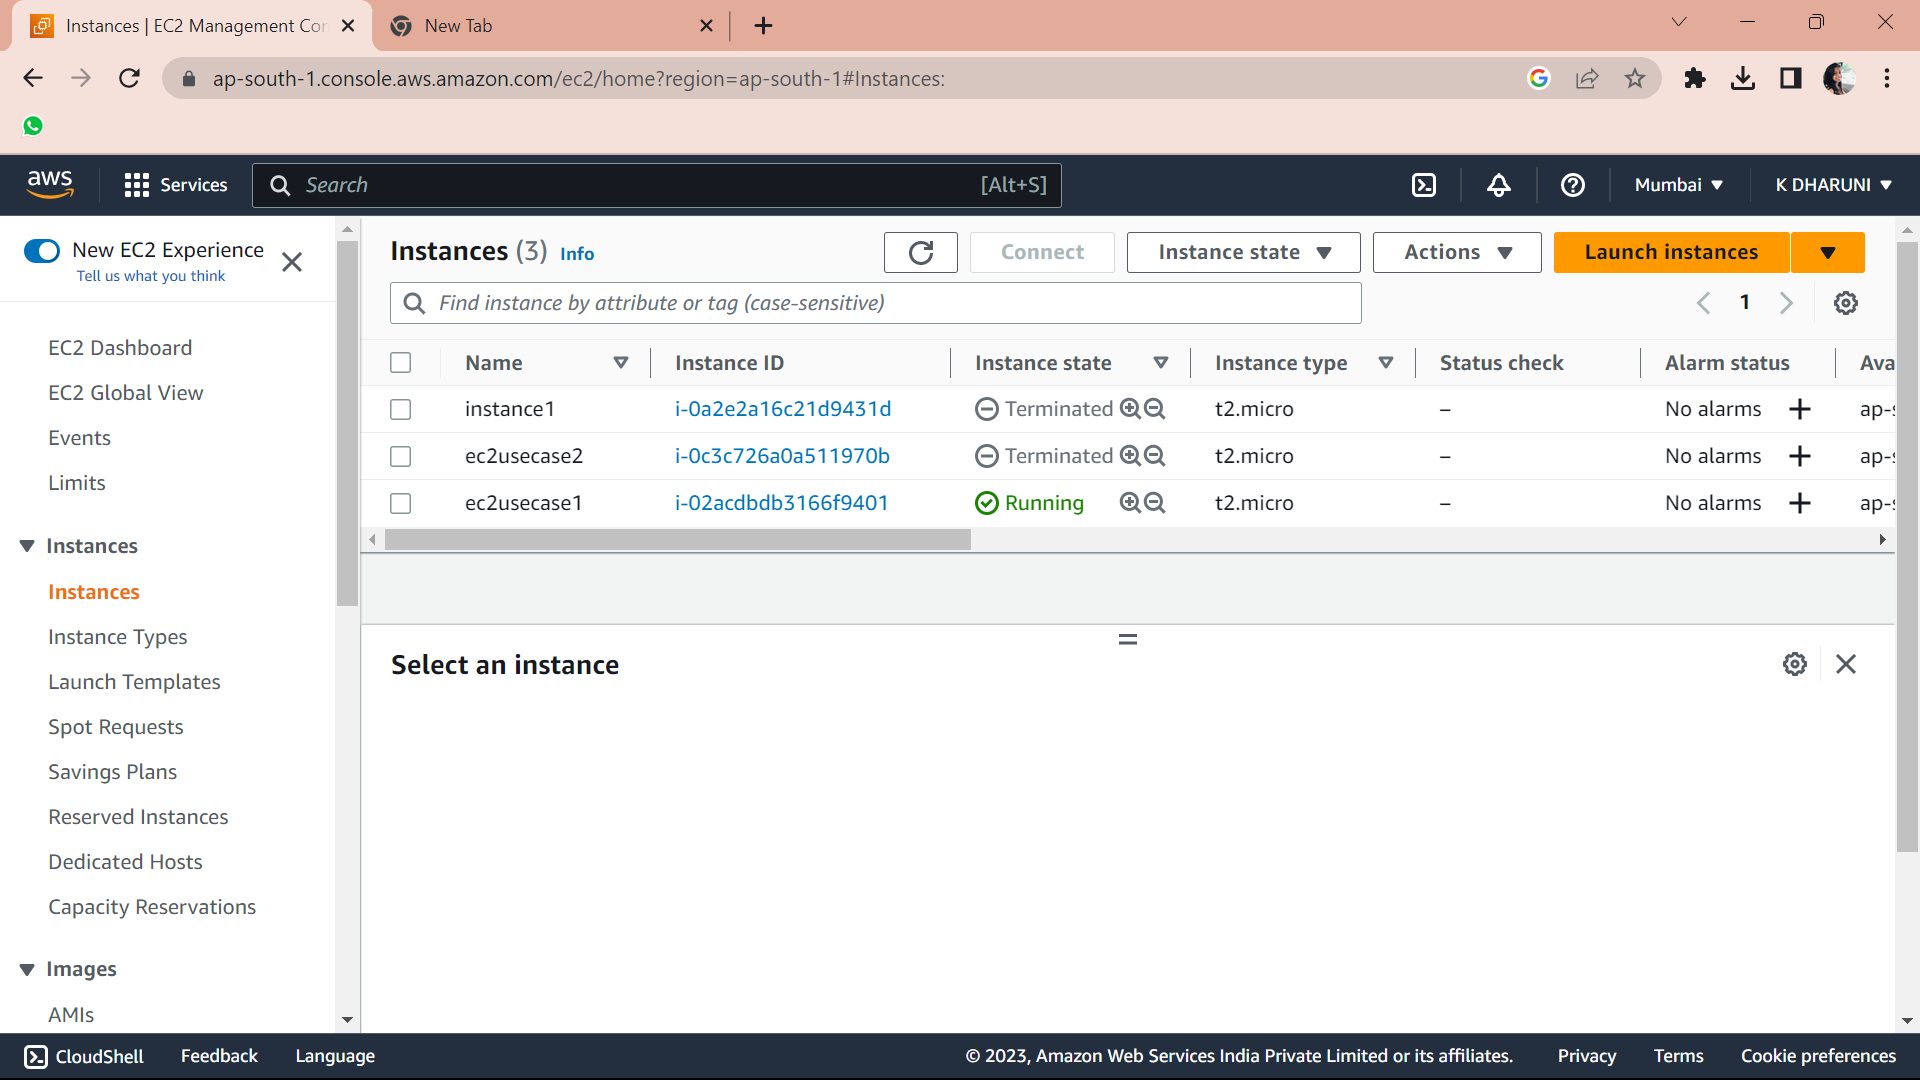 Instances | EC2 Management Con
New Tab
ap-south-1.console.aws.amazon.com/ec2/home?region=ap-south-1#Instances:
aws
Services
Search
[Alt+S]
Mumbai
K DHARUNI
New EC2 Experience
Tell us what you think
EC2 Dashboard
EC2 Global View
Events
Limits
Instances
Instances
Instance Types
Launch Templates
Spot Requests
Savings Plans
Reserved Instances
Dedicated Hosts
Capacity Reservations
Images
AMIs
Instances (3) Info
Connect
Instance state
Actions
Launch instances
Find instance by attribute or tag (case-sensitive)
1
Name Instance ID Instance state Instance type Status check Alarm status Ava
instance1 i-0a2e2a16c21d9431d Terminated t2.micro – No alarms + ap-s
ec2usecase2 i-0c3c726a0a511970b Terminated t2.micro – No alarms + ap-s
ec2usecase1 i-02acdbdb3166f9401 Running t2.micro – No alarms + ap-s
Select an instance
CloudShell Feedback Language © 2023, Amazon Web Services India Private Limited or its affiliates. Privacy Terms Cookie preferences